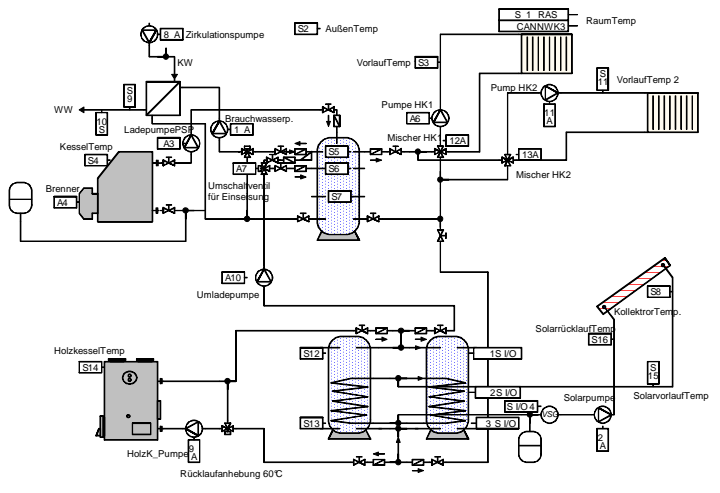 S 1 RAS
CANNWK3
RaumTemp
8 A
Zirkulationspumpe
S2
AußenTemp
KW
VorlaufTemp
S3
S 9
S 11
VorlaufTemp 2
Pump HK2
WW
10 S
Brauchwasserp.
1 A
Pumpe HK1
A6
11 A
LadepumpePSP
A3
Mischer HK1
12A
KesselTemp
S4
S5
13A
A7
S6
Mischer HK2
Umschaltventil
für Einseisung
Brenner
A4
S7
A10
Umladepumpe
S8
KollektrorTemp.
SolarrücklaufTemp
S16
HolzkesselTemp
S14
S12
1S I/O
S 15
2S I/O
SolarvorlaufTemp
S I/O 4
VSG
Solarpumpe
S13
3 S I/O
2 A
HolzK_Pumpe
9 A
Rücklaufanhebung 60°C